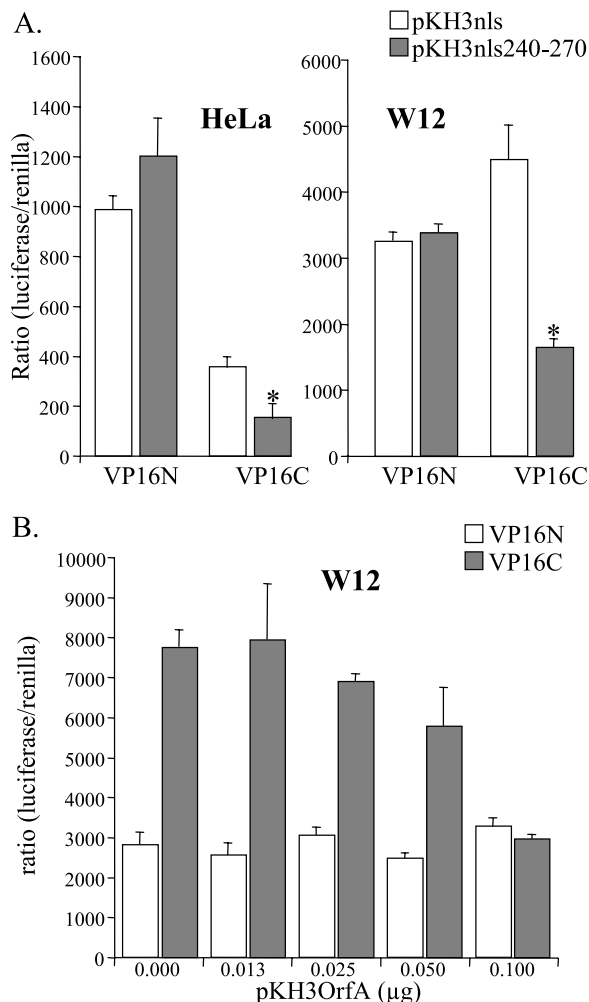 A.
pKH3nls
pKH3nls240-270
Ratio (luciferase/renilla)
1600
1400
1200
1000
800
600
400
200
0
HeLa
*
VP16N VP16C
5000
4000
3000
2000
1000
0
W12
*
VP16N VP16C
B.
VP16N
VP16C
W12
ratio (luciferase/renilla)
10000
9000
8000
7000
6000
5000
4000
3000
2000
1000
0
0.000 0.013 0.025 0.050 0.100
pKH3OrfA (µg)